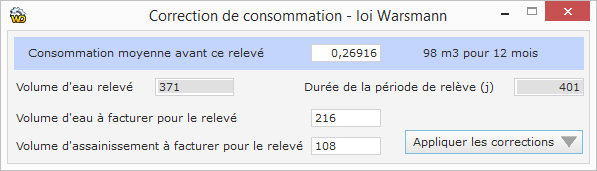 WD Correction de consommation - loi Warsmann
Consommation moyenne avant ce relevé 0,26916 98 m3 pour 12 mois
Volume d'eau relevé 371 Durée de la période de relève (j) 401
Volume d'eau à facturer pour le relevé 216
Volume d'assainissement à facturer pour le relevé 108 Appliquer les corrections